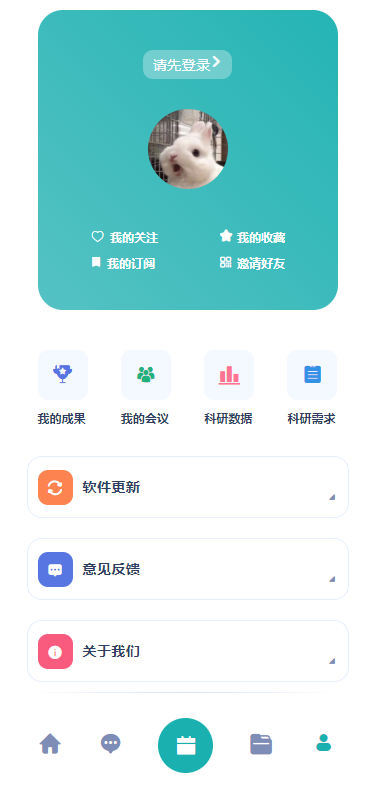 请先登录
我的关注 我的收藏
我的订阅 邀请好友
我的成果 我的会议 科研数据 科研需求
软件更新
意见反馈
关于我们